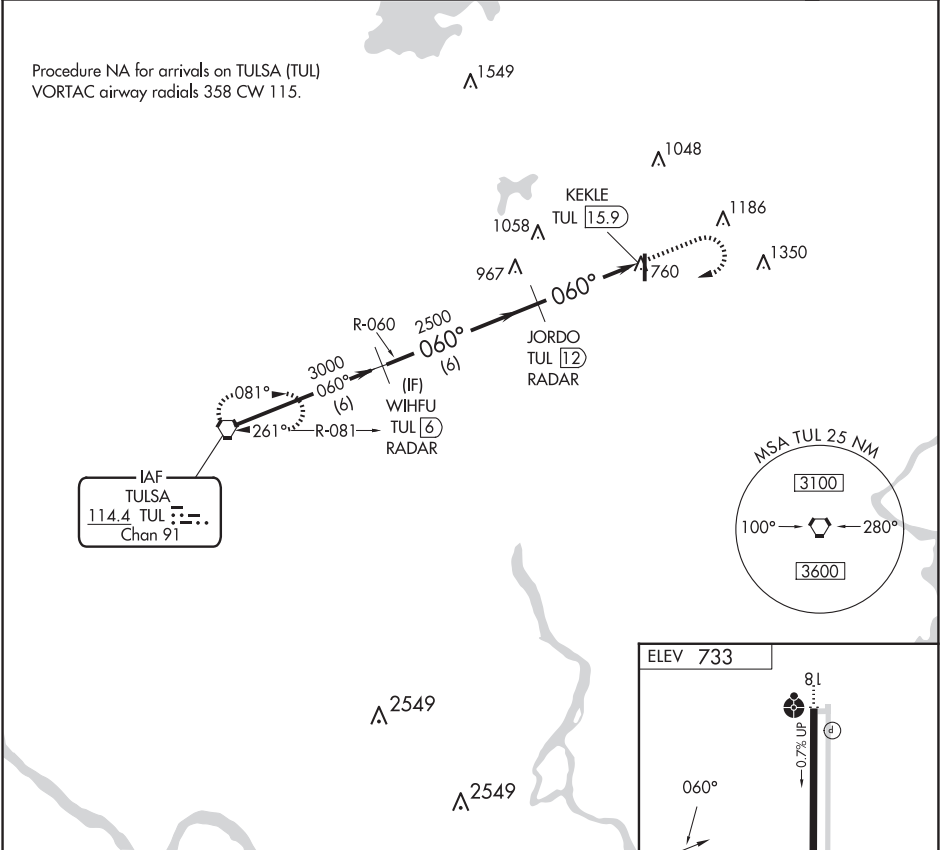 Procedure NA for arrivals on TULSA (TUL)
VORTAC airway radials 358 CW 115.
1549
1048
KEKLE
TUL 15.9
1186
1058
1350
967
760
060°
R-060
2500
060°
(6)
JORDO
TUL 12
RADAR
3000
060°
(6)
(IF)
WIHFU
TUL 6
RADAR
081°
261°
R-081
IAF
TULSA
114.4 TUL
Chan 91
MSA TUL 25 NM
3100
100°
280°
3600
ELEV 733
18
P
0.7% UP
060°
2549
2549